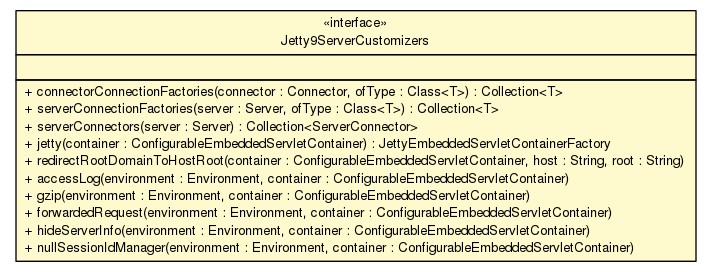 «interface»
Jetty9ServerCustomizers
+ connectorConnectionFactories(connector : Connector, ofType : Class<T>) : Collection<T>
+ serverConnectionFactories(server : Server, ofType : Class<T>) : Collection<T>
+ serverConnectors(server : Server) : Collection<ServerConnector>
+ jetty(container : ConfigurableEmbeddedServletContainer) : JettyEmbeddedServletContainerFactory
+ redirectRootDomainToHostRoot(container : ConfigurableEmbeddedServletContainer, host : String, root : String)
+ accessLog(environment : Environment, container : ConfigurableEmbeddedServletContainer)
+ gzip(environment : Environment, container : ConfigurableEmbeddedServletContainer)
+ forwardedRequest(environment : Environment, container : ConfigurableEmbeddedServletContainer)
+ hideServerInfo(environment : Environment, container : ConfigurableEmbeddedServletContainer)
+ nullSessionIdManager(environment : Environment, container : ConfigurableEmbeddedServletContainer)